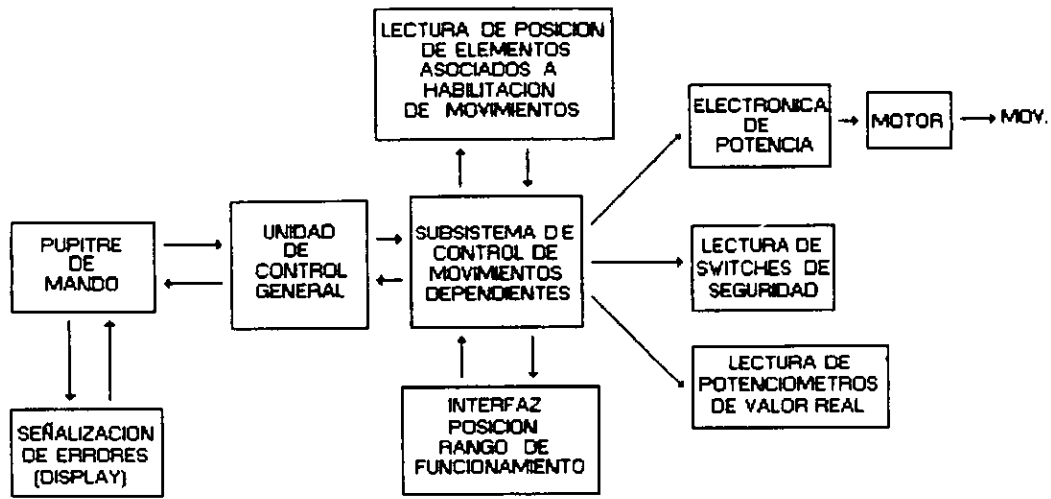 LECTURA DE POSICION
DE ELEMENTOS
ASOCIADOS A
HABILITACION
DE MOVIMIENTOS
ELECTRONICA
DE
POTENCIA
MOTOR
MOV.
PUPITRE
DE
MANDO
UNIDAD
DE
CONTROL
GENERAL
SUBSISTEMA DE
CONTROL DE
MOVIMIENTOS
DEPENDIENTES
LECTURA DE
SWITCHES DE
SEGURIDAD
LECTURA DE
POTENCIOMETROS
DE VALOR REAL
SEÑALIZACION
DE ERRORES
(DISPLAY)
INTERFAZ
POSICION
RANGO DE
FUNCIONAMIENTO